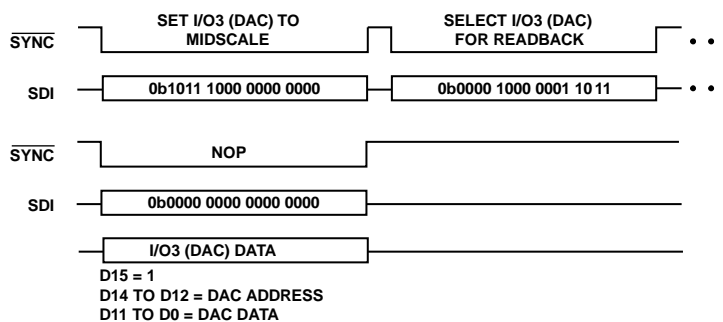 SET I/O3 (DAC) TO
MIDSCALE
SELECT I/O3 (DAC)
FOR READBACK
SYNC
SDI
0b1011 1000 0000 0000
0b0000 1000 0001 1011
SYNC
NOP
SDI
0b0000 0000 0000 0000
I/O3 (DAC) DATA
D15 = 1
D14 TO D12 = DAC ADDRESS
D11 TO D0 = DAC DATA